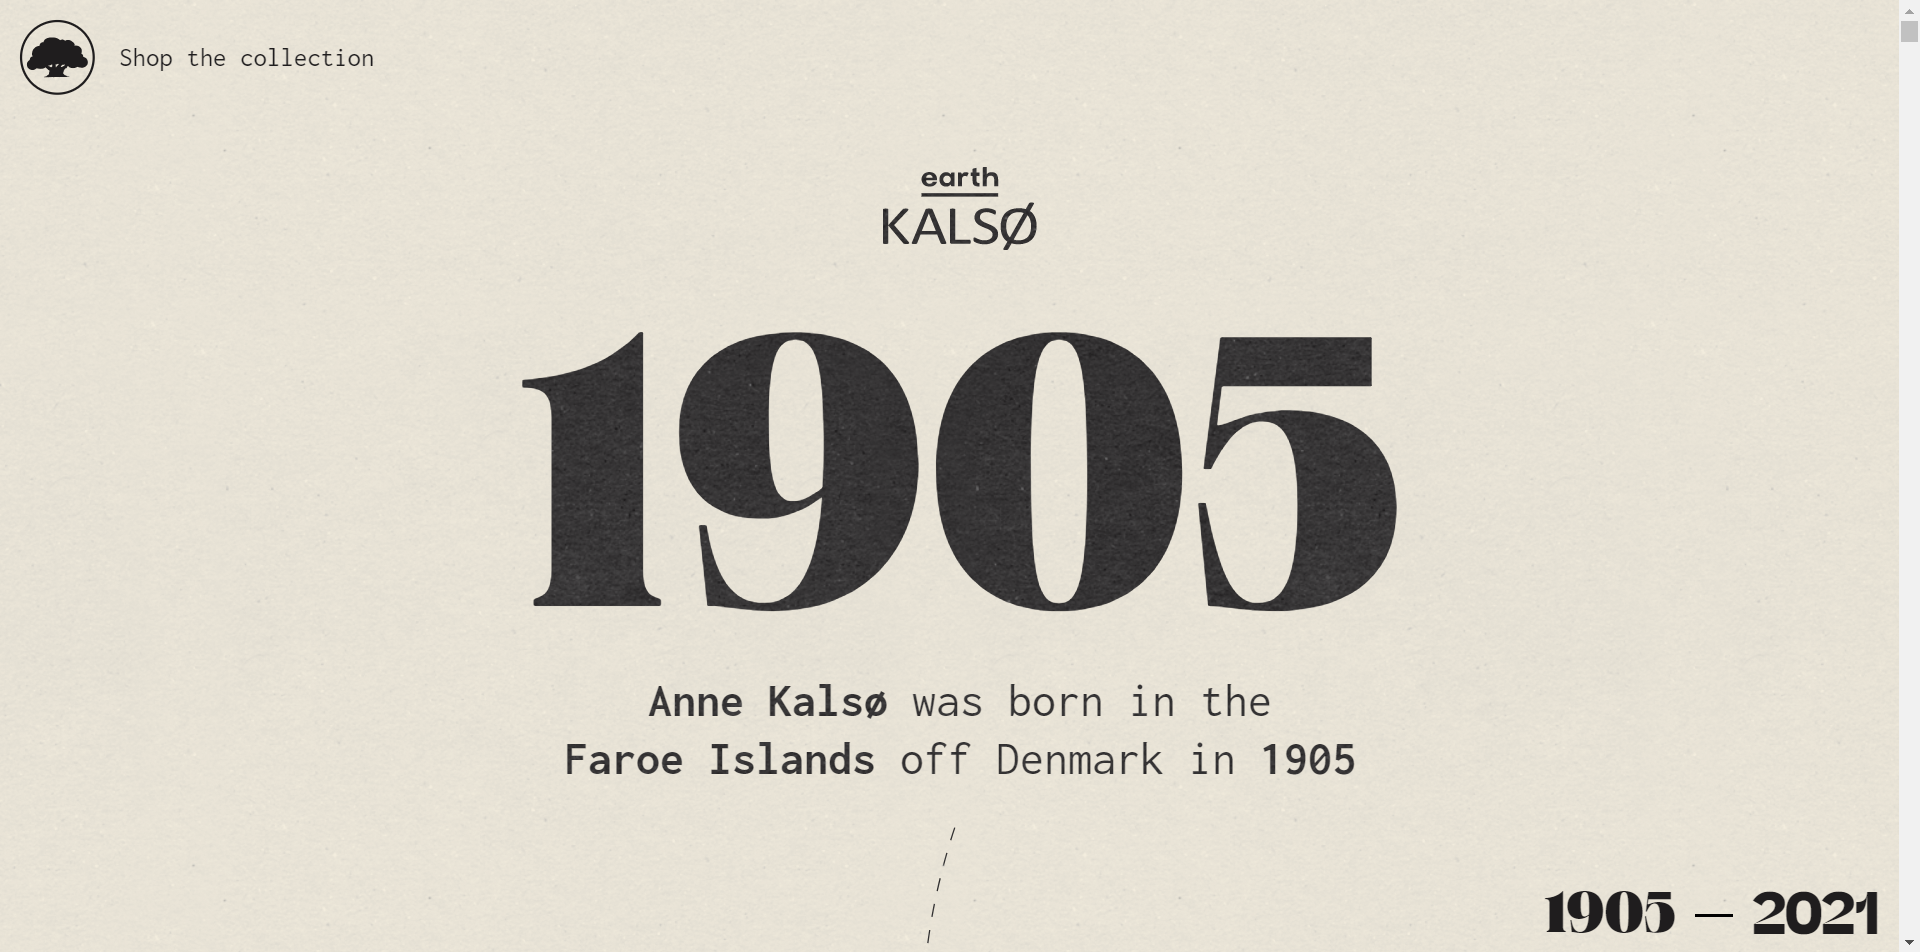 Shop the collection
earth
KALSØ
1905
Anne Kalsø was born in the
Faroe Islands off Denmark in 1905
1905 — 2021